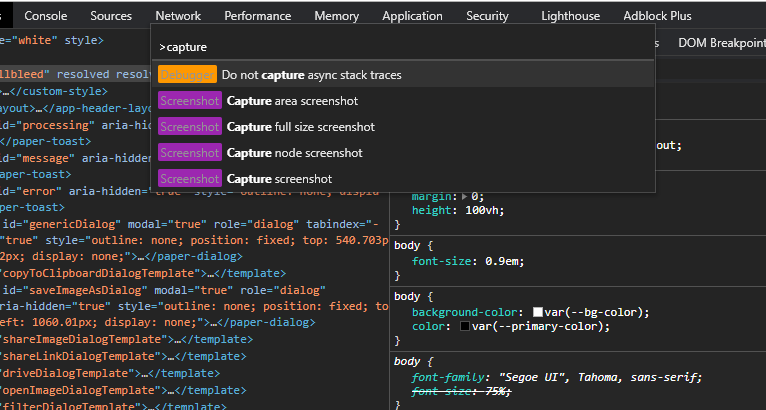 Console Sources Network Performance Memory Application Security Lighthouse Adblock Plus
>capture
Debugger Do not capture async stack traces
Screenshot Capture area screenshot
Screenshot Capture full size screenshot
Screenshot Capture node screenshot
Screenshot Capture screenshot
="white" style>
llbleed" resolved resolv
>…</custom-style>
ayout>…</app-header-lay
id="processing" aria-hid
</paper-toast>
id="message" aria-hidden
aper-toast>
id="error" aria-hidden="true" style="outline: none; displa
per-toast>
id="genericDialog" modal="true" role="dialog" tabindex="-
"true" style="outline: none; position: fixed; top: 540.703p
2px; display: none;">…</paper-dialog>
"copyToClipboardDialogTemplate">…</template>
id="saveImageAsDialog" modal="true" role="dialog"
aria-hidden="true" style="outline: none; position: fixed; to
left: 1060.01px; display: none;">…</paper-dialog>
"shareImageDialogTemplate">…</template>
"shareLinkDialogTemplate">…</template>
"driveDialogTemplate">…</template>
"openImageDialogTemplate">…</template>
"filterDialogTemplate">…</template>
s DOM Breakpoint
out;
margin: 0;
height: 100vh;
}
body {
font-size: 0.9em;
}
body {
background-color: var(--bg-color);
color: var(--primary-color);
}
body {
font-family: "Segoe UI", Tahoma, sans-serif;
font-size: 75%;